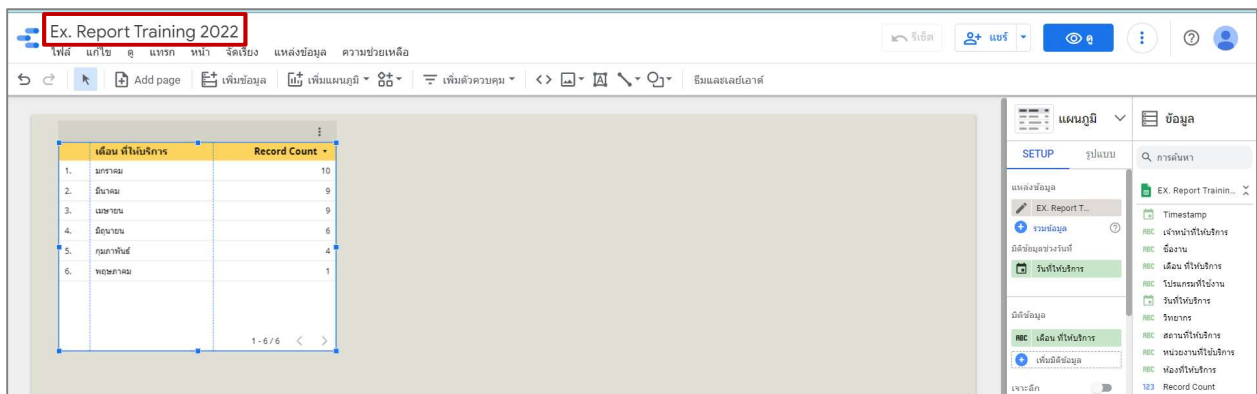 Ex. Report Training 2022
ไฟล์ แก้ไข ดู แทรก หน้า จัดเรียง แหล่งข้อมูล ความช่วยเหลือ
รีเซ็ต แชร์ ดู
Add page เพิ่มข้อมูล เพิ่มแผนภูมิ เพิ่มตัวควบคุม ธีมและเลย์เอาต์
เดือน ที่ให้บริการ Record Count
1. มกราคม 10
2. มีนาคม 9
3. เมษายน 9
4. มิถุนายน 6
5. กุมภาพันธ์ 4
6. พฤษภาคม 1
1 - 6 / 6 < >
แผนภูมิ
SETUP รูปแบบ
แหล่งข้อมูล
EX. Report T...
รวมข้อมูล
มิติข้อมูลช่วงวันที่
วันที่ให้บริการ
มิติข้อมูล
ABC เดือน ที่ให้บริการ
เพิ่มมิติข้อมูล
เจาะลึก
ข้อมูล
การค้นหา
EX. Report Trainin...
Timestamp
ABC เจ้าหน้าที่ให้บริการ
ABC ชื่องาน
ABC เดือน ที่ให้บริการ
ABC โปรแกรมที่ใช้งาน
วันที่ให้บริการ
ABC วิทยากร
ABC สถานที่ให้บริการ
ABC หน่วยงานที่ใช้บริการ
ABC ห้องที่ให้บริการ
123 Record Count